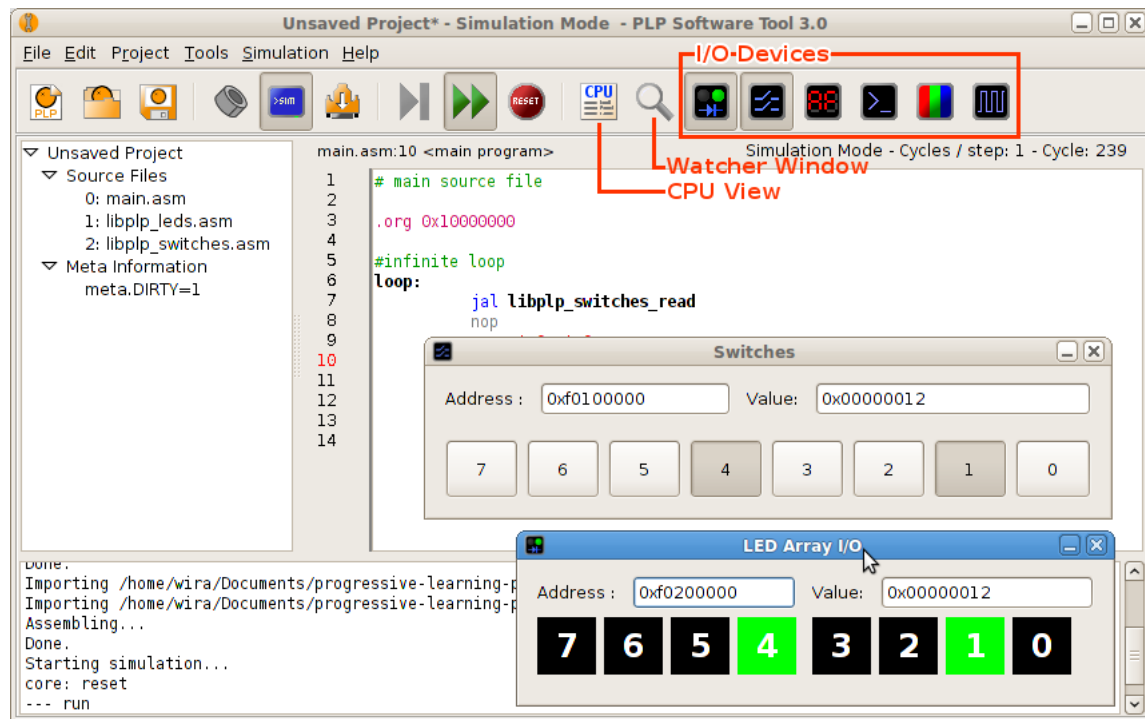 Unsaved Project* - Simulation Mode - PLP Software Tool 3.0
File Edit Project Tools Simulation Help
I/O Devices
PLP
>SIM
RESET
CPU
Watcher Window
CPU View
Unsaved Project
Source Files
0: main.asm
1: libplp_leds.asm
2: libplp_switches.asm
Meta Information
meta.DIRTY=1
main.asm:10 <main program>
Simulation Mode - Cycles / step: 1 - Cycle: 239
1 # main source file
2
3 .org 0x10000000
4
5 #infinite loop
6 loop:
7 jal libplp_switches_read
8 nop
9
10
11
12
13
14
Switches
Address : 0xf0100000 Value: 0x00000012
7 6 5 4 3 2 1 0
LED Array I/O
Address : 0xf0200000 Value: 0x00000012
7 6 5 4 3 2 1 0
Done.
Importing /home/wira/Documents/progressive-learning-
Importing /home/wira/Documents/progressive-learning-
Assembling...
Done.
Starting simulation...
core: reset
--- run